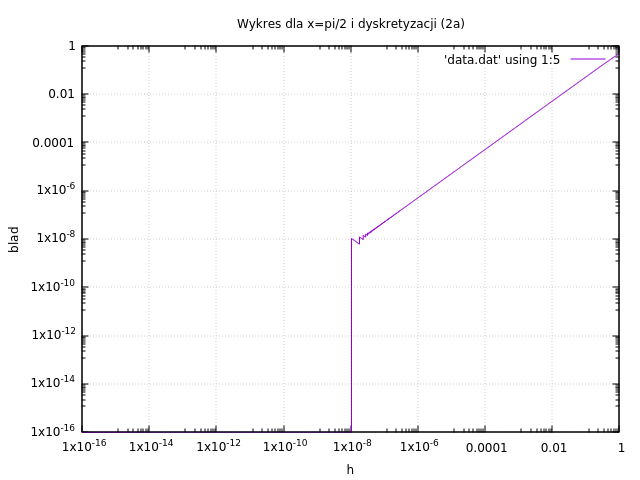 Wykres dla x=pi/2 i dyskretyzacji (2a)
'data.dat' using 1:5
1
0.01
0.0001
1x10^-6
1x10^-8
1x10^-10
1x10^-12
1x10^-14
1x10^-16
blad
1x10^-16 1x10^-14 1x10^-12 1x10^-10 1x10^-8 1x10^-6 0.0001 0.01 1
h